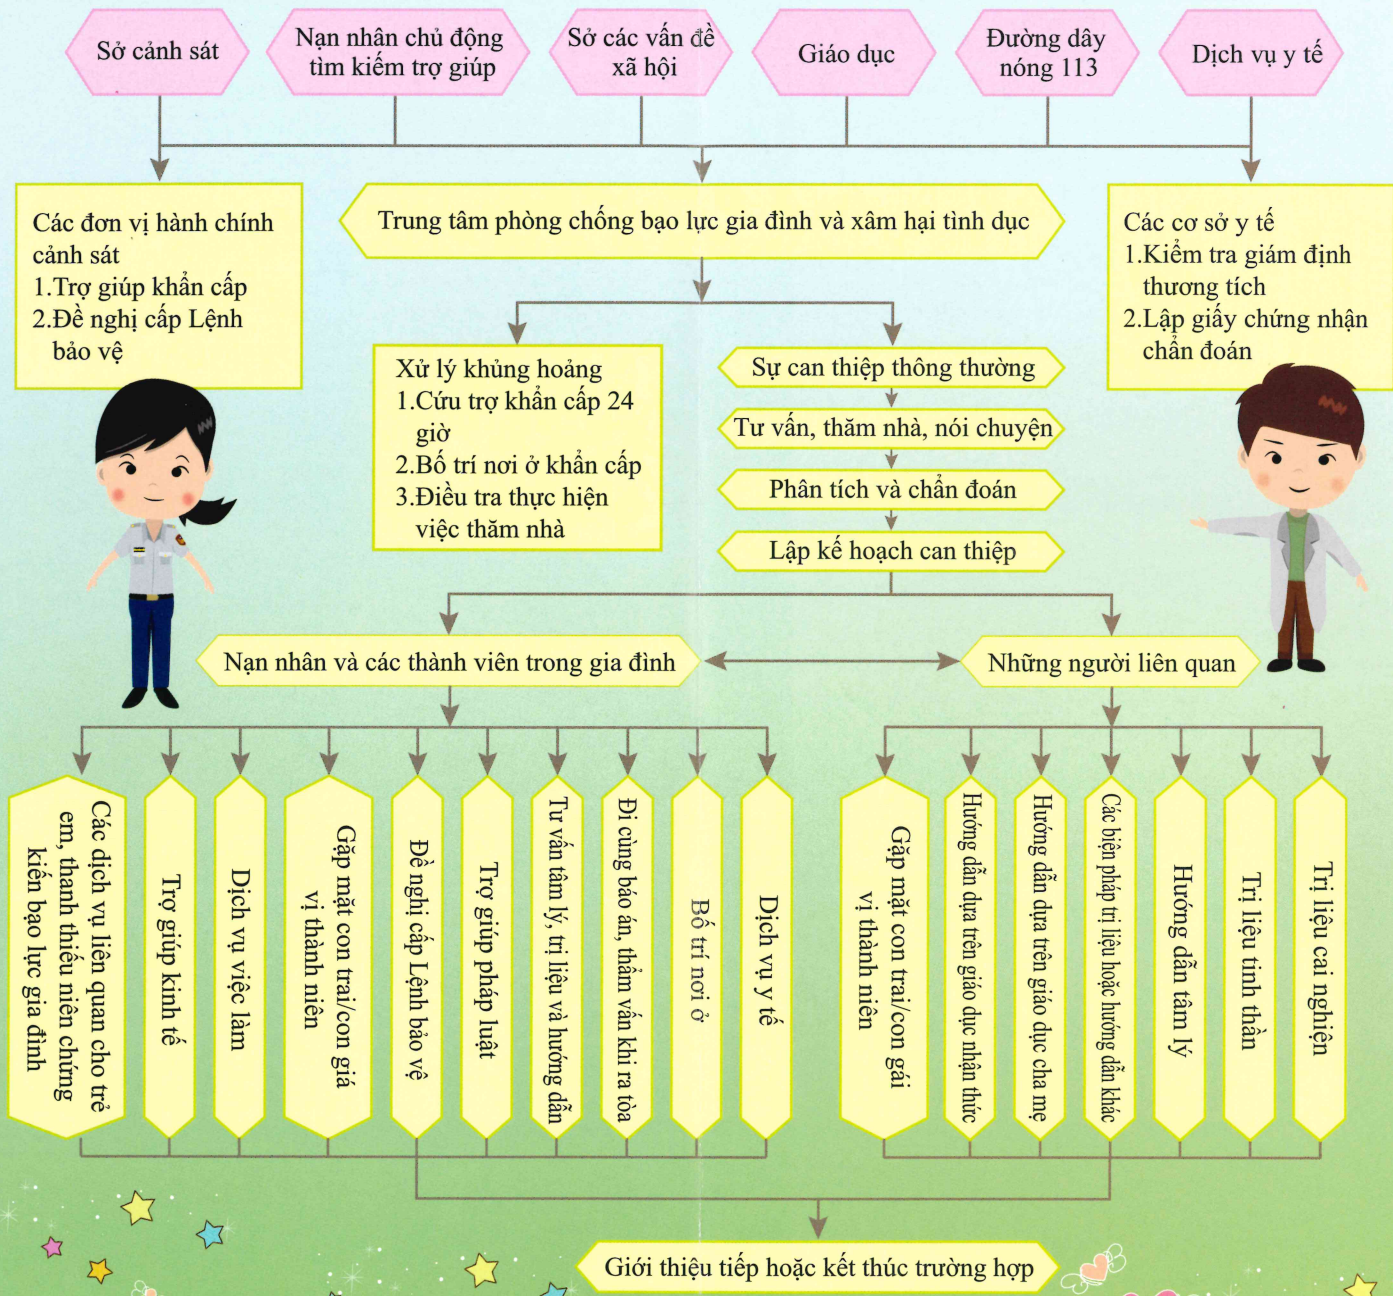 Sở cảnh sát
Nạn nhân chủ động
tìm kiếm trợ giúp
Sở các vấn đề
xã hội
Giáo dục
Đường dây
nóng 113
Dịch vụ y tế
Các đơn vị hành chính
cảnh sát
1.Trợ giúp khẩn cấp
2.Đề nghị cấp Lệnh
bảo vệ
Trung tâm phòng chống bạo lực gia đình và xâm hại tình dục
Các cơ sở y tế
1.Kiểm tra giám định
thương tích
2.Lập giấy chứng nhận
chẩn đoán
Xử lý khủng hoảng
1.Cứu trợ khẩn cấp 24
giờ
2.Bố trí nơi ở khẩn cấp
3.Điều tra thực hiện
việc thăm nhà
Sự can thiệp thông thường
Tư vấn, thăm nhà, nói chuyện
Phân tích và chẩn đoán
Lập kế hoạch can thiệp
Nạn nhân và các thành viên trong gia đình
Những người liên quan
Các dịch vụ liên quan cho trẻ
em, thanh thiếu niên chứng
kiến bạo lực gia đình
Trợ giúp kinh tế
Dịch vụ việc làm
Gặp mặt con trai/con giá
vị thành niên
Đề nghị cấp Lệnh bảo vệ
Trợ giúp pháp luật
Tư vấn tâm lý, trị liệu và hướng dẫn
Đi cùng báo án, thẩm vấn khi ra tòa
Bố trí nơi ở
Dịch vụ y tế
Gặp mặt con trai/con gái
vị thành niên
Hướng dẫn dựa trên giáo dục nhận thức
Hướng dẫn dựa trên giáo dục cha mẹ
Các biện pháp trị liệu hoặc hướng dẫn khác
Hướng dẫn tâm lý
Trị liệu tinh thần
Trị liệu cai nghiện
Giới thiệu tiếp hoặc kết thúc trường hợp